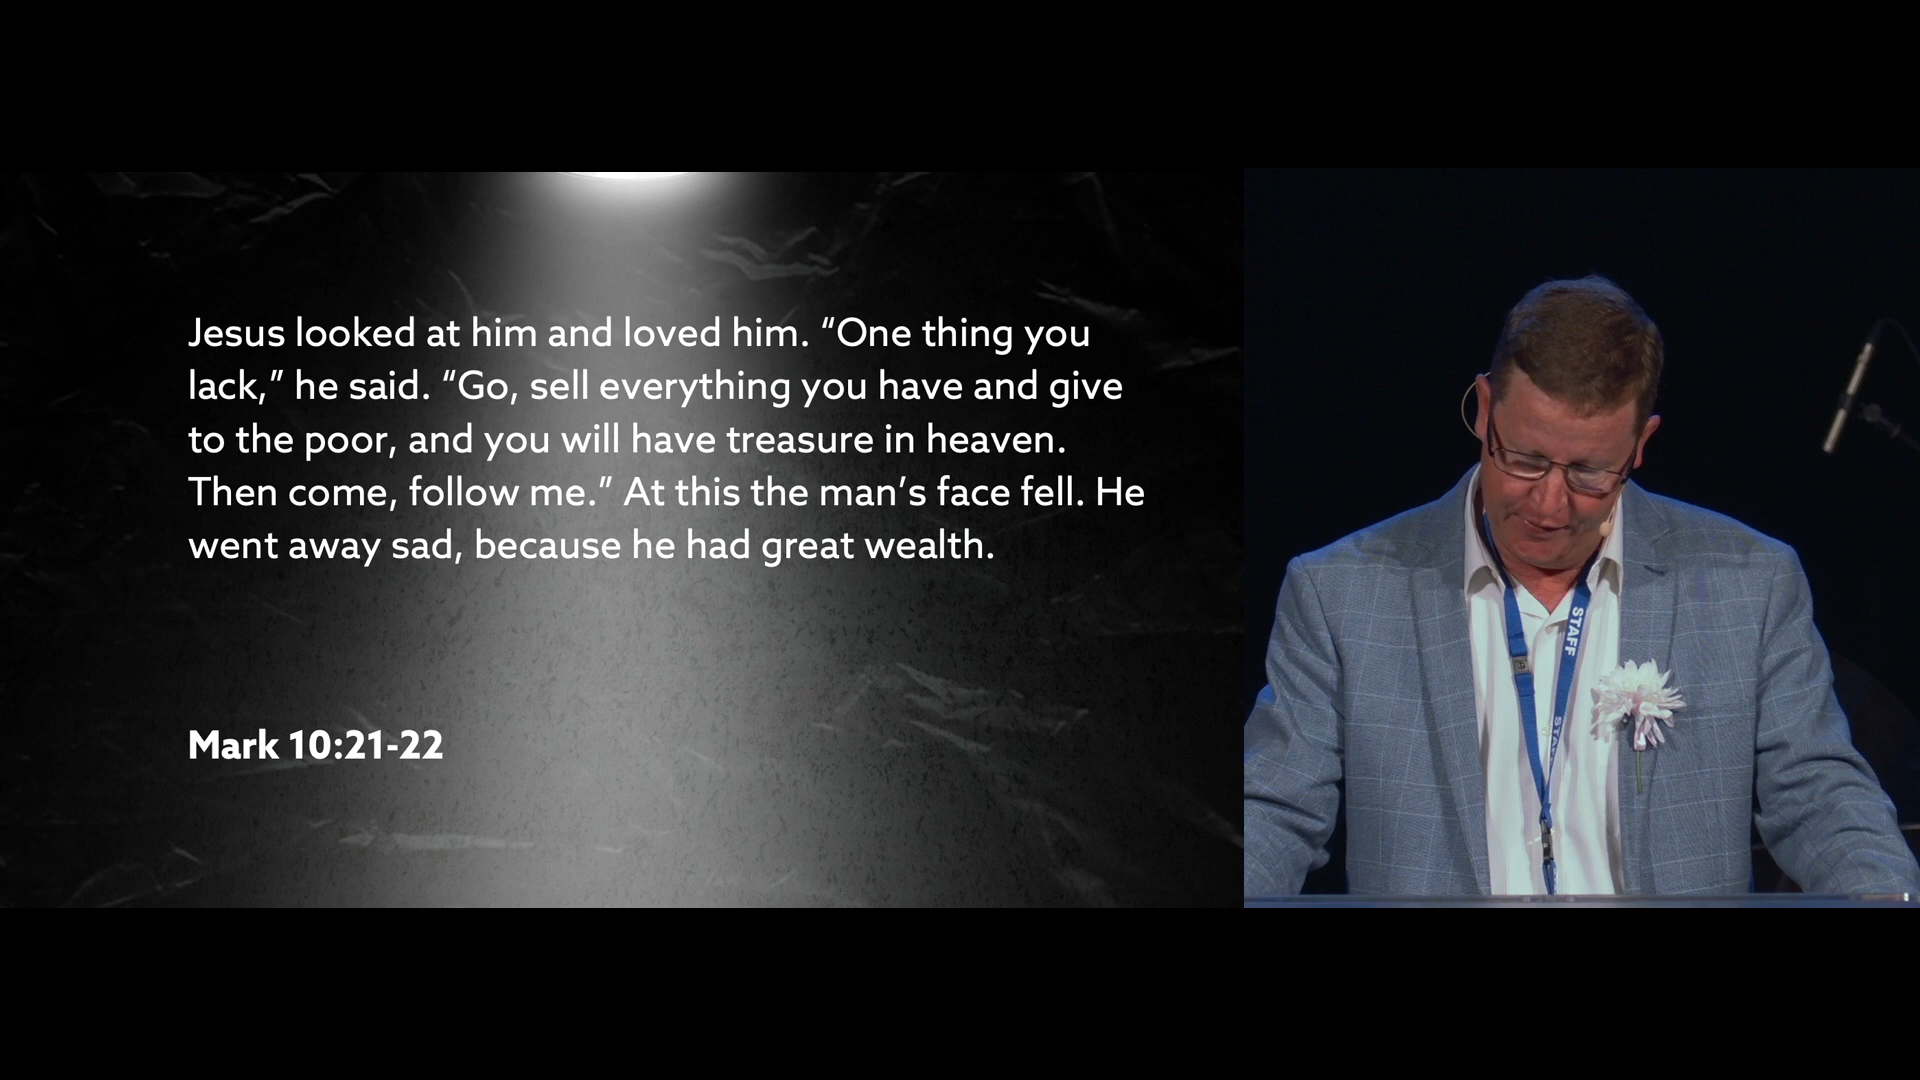 Jesus looked at him and loved him. “One thing you
lack,” he said. “Go, sell everything you have and give
to the poor, and you will have treasure in heaven.
Then come, follow me.” At this the man’s face fell. He
went away sad, because he had great wealth.
Mark 10:21-22
STAFF
STAFF